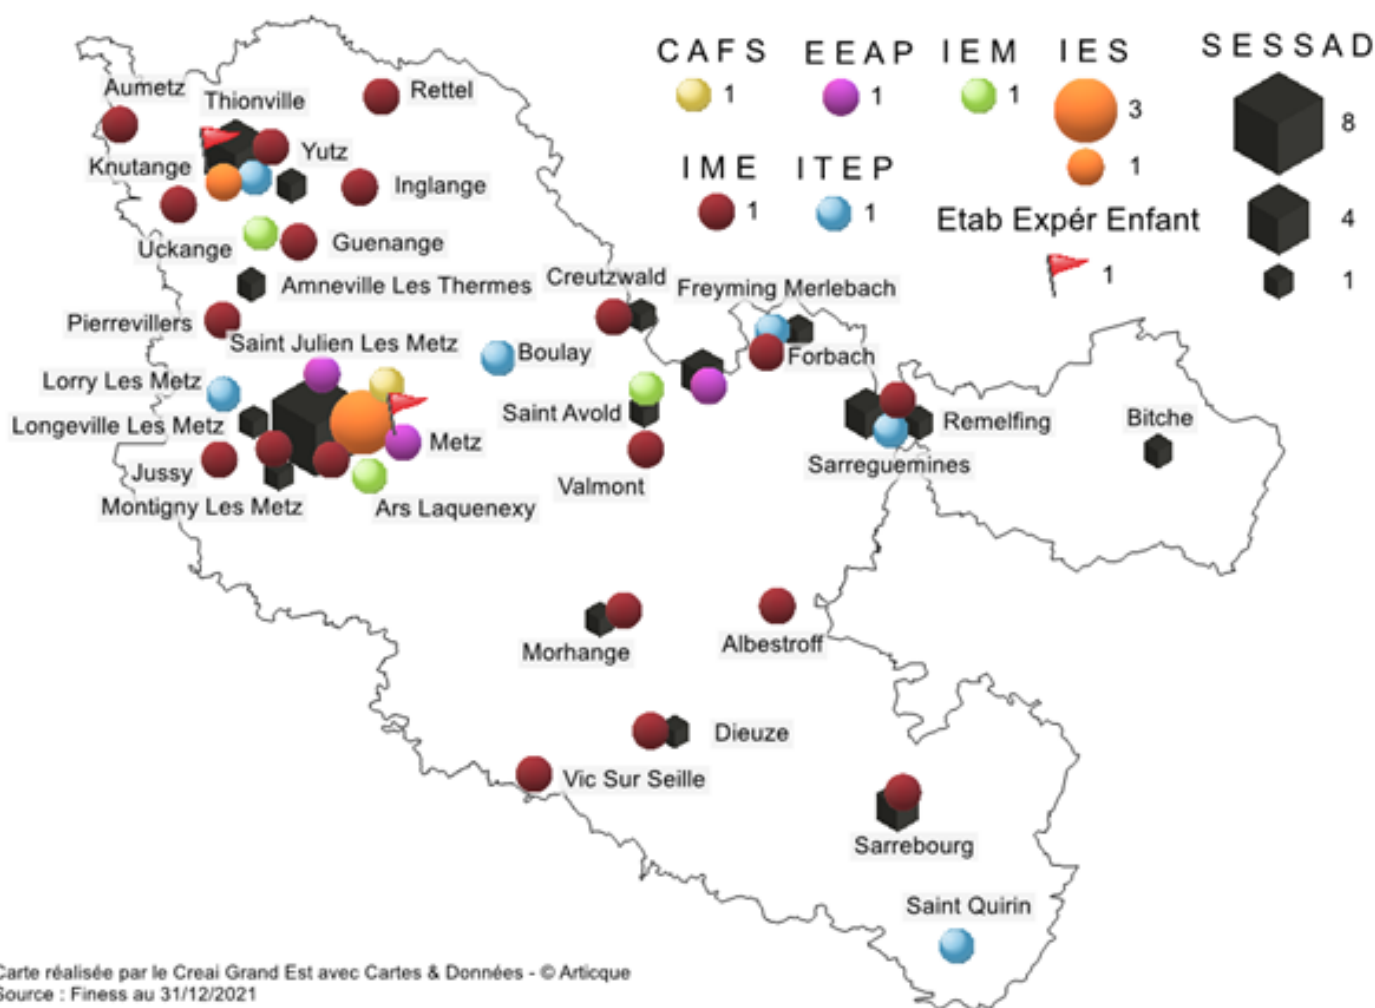 CAFS EEAP IEM IES SESSAD
1 1 1 3 8
1
IME ITEP
1 1
Etab Expér Enfant
1
4
1
Aumetz
Rettel
Thionville
Yutz
Knutange
Inglange
Uckange
Guenange
Amneville Les Thermes
Creutzwald
Freyming Merlebach
Pierrevillers
Saint Julien Les Metz
Boulay
Forbach
Lorry Les Metz
Longeville Les Metz
Saint Avold
Remelfing
Bitche
Metz
Jussy
Sarreguemines
Valmont
Montigny Les Metz
Ars Laquenexy
Morhange
Albestroff
Dieuze
Vic Sur Seille
Sarrebourg
Saint Quirin
Carte réalisée par le Creai Grand Est avec Cartes & Données - © Articque
Source : Finess au 31/12/2021